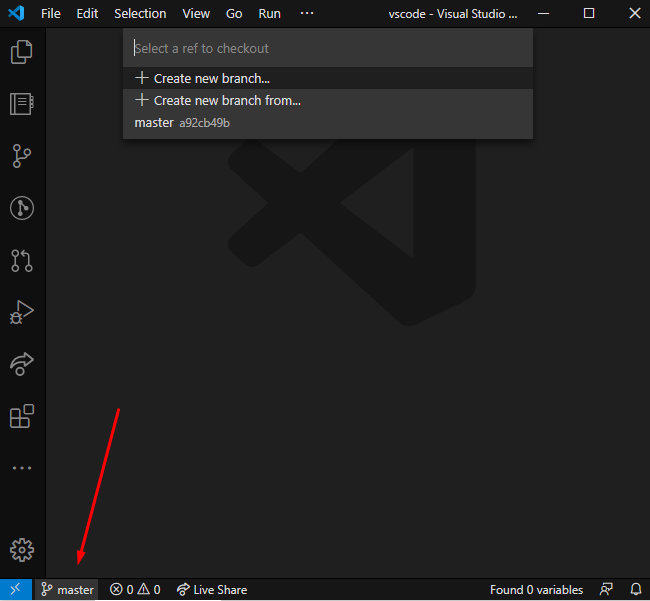 File Edit Selection View Go Run ··· vscode - Visual Studio ...
Select a ref to checkout
Create new branch...
Create new branch from...
master a92cb49b
master 0 0 Live Share Found 0 variables